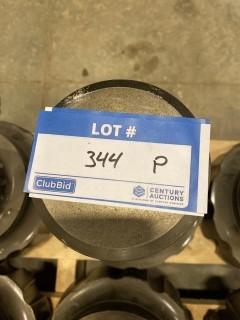 LOT #
344 P
ClubBid
CENTURY
AUCTIONS